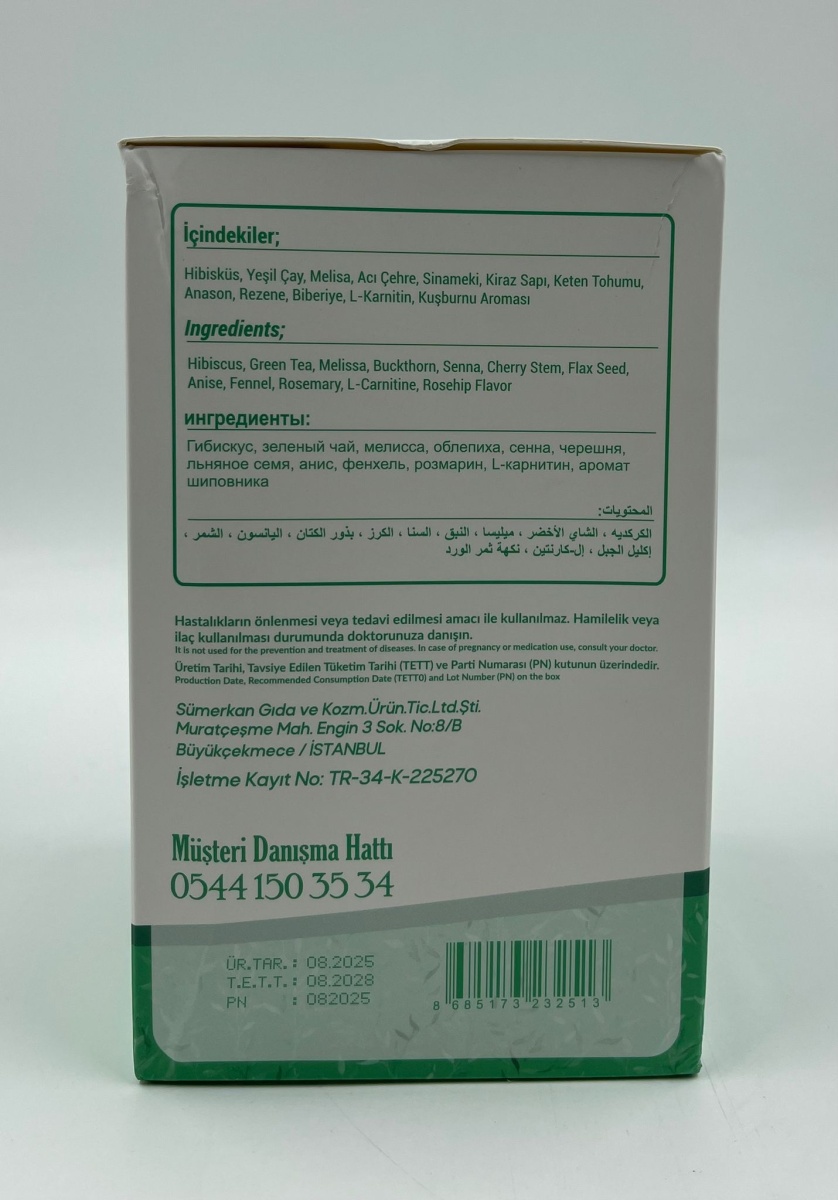 İçindekiler;
Hibisküs, Yeşil Çay, Melisa, Acı Çehre, Sinameki, Kiraz Sapı, Keten Tohumu,
Anason, Rezene, Biberiye, L-Karnitin, Kuşburnu Aroması
Ingredients;
Hibiscus, Green Tea, Melissa, Buckthorn, Senna, Cherry Stem, Flax Seed,
Anise, Fennel, Rosemary, L-Carnitine, Rosehip Flavor
ингредиенты:
Гибискус, зеленый чай, мелисса, облепиха, сенна, черешня,
льняное семя, анис, фенхель, розмарин, L-карнитин, аромат
шиповника
المحتويات:
الكركديه ، الشاي الأخضر ، ميليسا ، النبق ، السنا ، الكرز ، بذور الكتان ، اليانسون ، الشمر ،
إكليل الجبل ، إل-كارنتين ، نكهة ثمر الورد
Hastalıkların önlenmesi veya tedavi edilmesi amacı ile kullanılmaz. Hamilelik veya
ilaç kullanılması durumunda doktorunuza danışın.
It is not used for the prevention and treatment of diseases. In case of pregnancy or medication use, consult your doctor.
Üretim Tarihi, Tavsiye Edilen Tüketim Tarihi (TETT) ve Parti Numarası (PN) kutunun üzerindedir.
Production Date, Recommended Consumption Date (TETTO) and Lot Number (PN) on the box
Sümerkan Gıda ve Kozm.Ürün.Tic.Ltd.Şti.
Muratçeşme Mah. Engin 3 Sok. No:8/B
Büyükçekmece / İSTANBUL
İşletme Kayıt No: TR-34-K-225270
Müşteri Danışma Hattı
0544 150 35 34
ÜR.TAR. : 08.2025
T.E.T.T. : 08.2028
PN : 082025
8 685173 232513